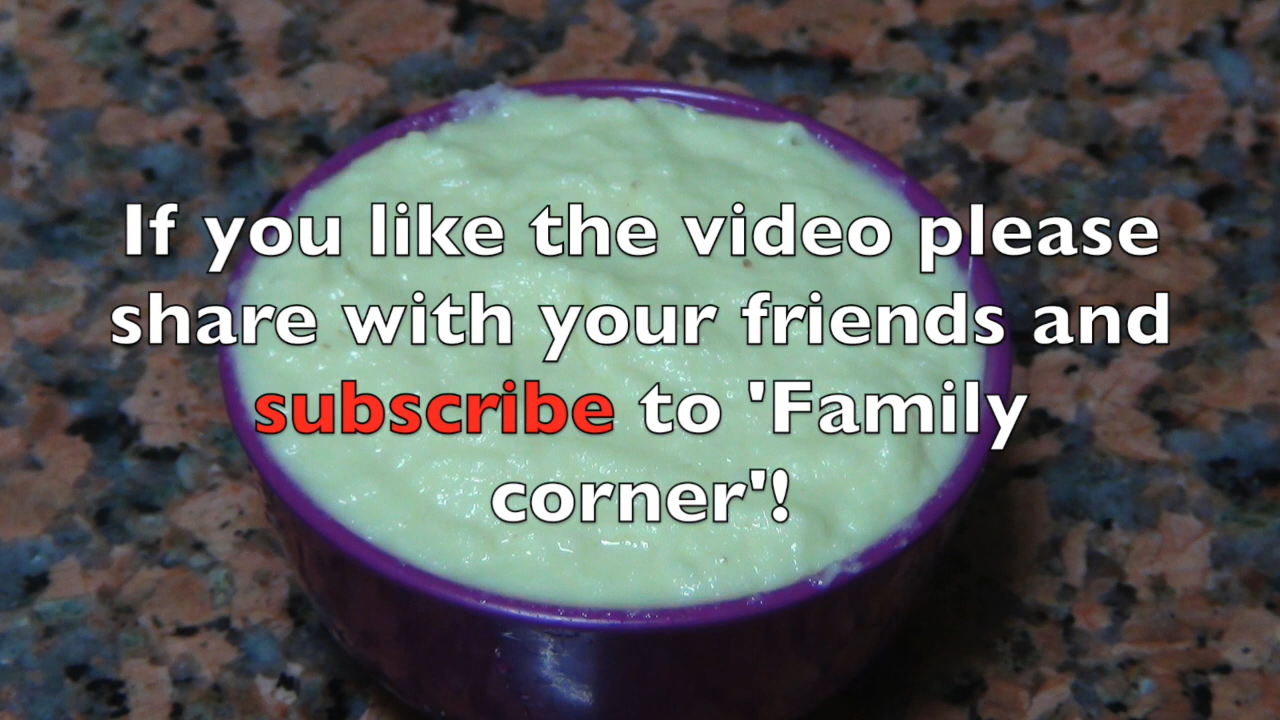 If you like the video please
share with your friends and
subscribe to 'Family
corner'!